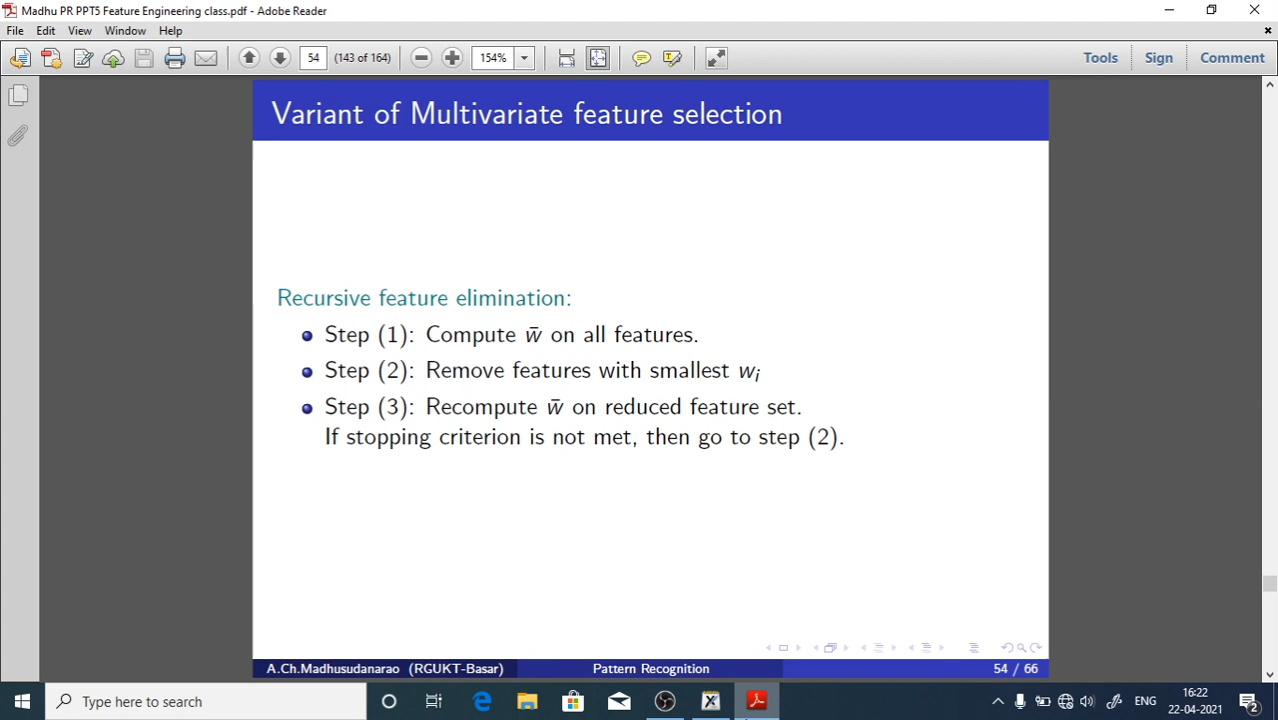 Madhu PR PPT5 Feature Engineering class.pdf - Adobe Reader
File Edit View Window Help
54 (143 of 164) 154% Tools Sign Comment
Variant of Multivariate feature selection
Recursive feature elimination:
Step (1): Compute w̄ on all features.
Step (2): Remove features with smallest wᵢ
Step (3): Recompute w̄ on reduced feature set.
If stopping criterion is not met, then go to step (2).
A.Ch.Madhusudanarao (RGUKT-Basar) Pattern Recognition 54 / 66
Type here to search
ENG
16:22
22-04-2021
2